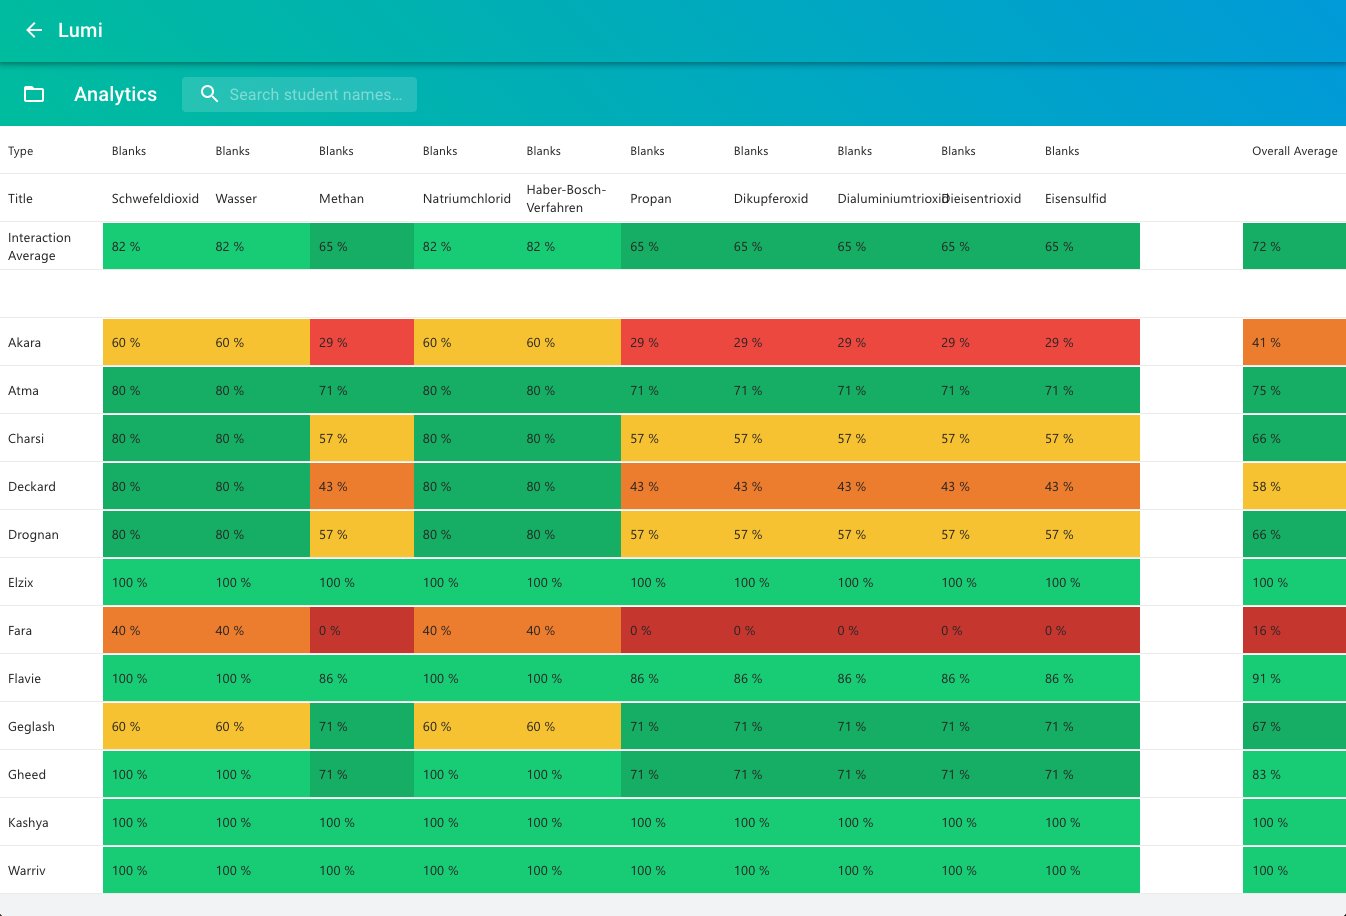 Lumi
Analytics Search student names...
Type Blanks Blanks Blanks Blanks Blanks Blanks Blanks Blanks Blanks Blanks Overall Average
Title Schwefeldioxid Wasser Methan Natriumchlorid Haber-Bosch-
Verfahren Propan Dikupferoxid Dialuminiumtrioxid Dieisentrioxid Eisensulfid
Interaction
Average 82 % 82 % 65 % 82 % 82 % 65 % 65 % 65 % 65 % 65 % 72 %
Akara 60 % 60 % 29 % 60 % 60 % 29 % 29 % 29 % 29 % 29 % 41 %
Atma 80 % 80 % 71 % 80 % 80 % 71 % 71 % 71 % 71 % 71 % 75 %
Charsi 80 % 80 % 57 % 80 % 80 % 57 % 57 % 57 % 57 % 57 % 66 %
Deckard 80 % 80 % 43 % 80 % 80 % 43 % 43 % 43 % 43 % 43 % 58 %
Drognan 80 % 80 % 57 % 80 % 80 % 57 % 57 % 57 % 57 % 57 % 66 %
Elzix 100 % 100 % 100 % 100 % 100 % 100 % 100 % 100 % 100 % 100 % 100 %
Fara 40 % 40 % 0 % 40 % 40 % 0 % 0 % 0 % 0 % 0 % 16 %
Flavie 100 % 100 % 86 % 100 % 100 % 86 % 86 % 86 % 86 % 86 % 91 %
Geglash 60 % 60 % 71 % 60 % 60 % 71 % 71 % 71 % 71 % 71 % 67 %
Gheed 100 % 100 % 71 % 100 % 100 % 71 % 71 % 71 % 71 % 71 % 83 %
Kashya 100 % 100 % 100 % 100 % 100 % 100 % 100 % 100 % 100 % 100 % 100 %
Warriv 100 % 100 % 100 % 100 % 100 % 100 % 100 % 100 % 100 % 100 % 100 %